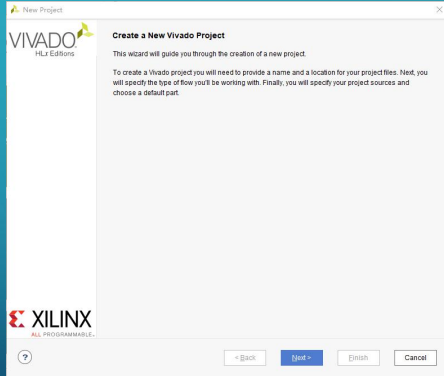 New Project
VIVADO
HLx Editions
Create a New Vivado Project
This wizard will guide you through the creation of a new project.
To create a Vivado project you will need to provide a name and a location for your project files. Next, you
will specify the type of flow you'll be working with. Finally, you will specify your project sources and
choose a default part.
XILINX
ALL PROGRAMMABLE
?
< Back
Next >
Finish
Cancel